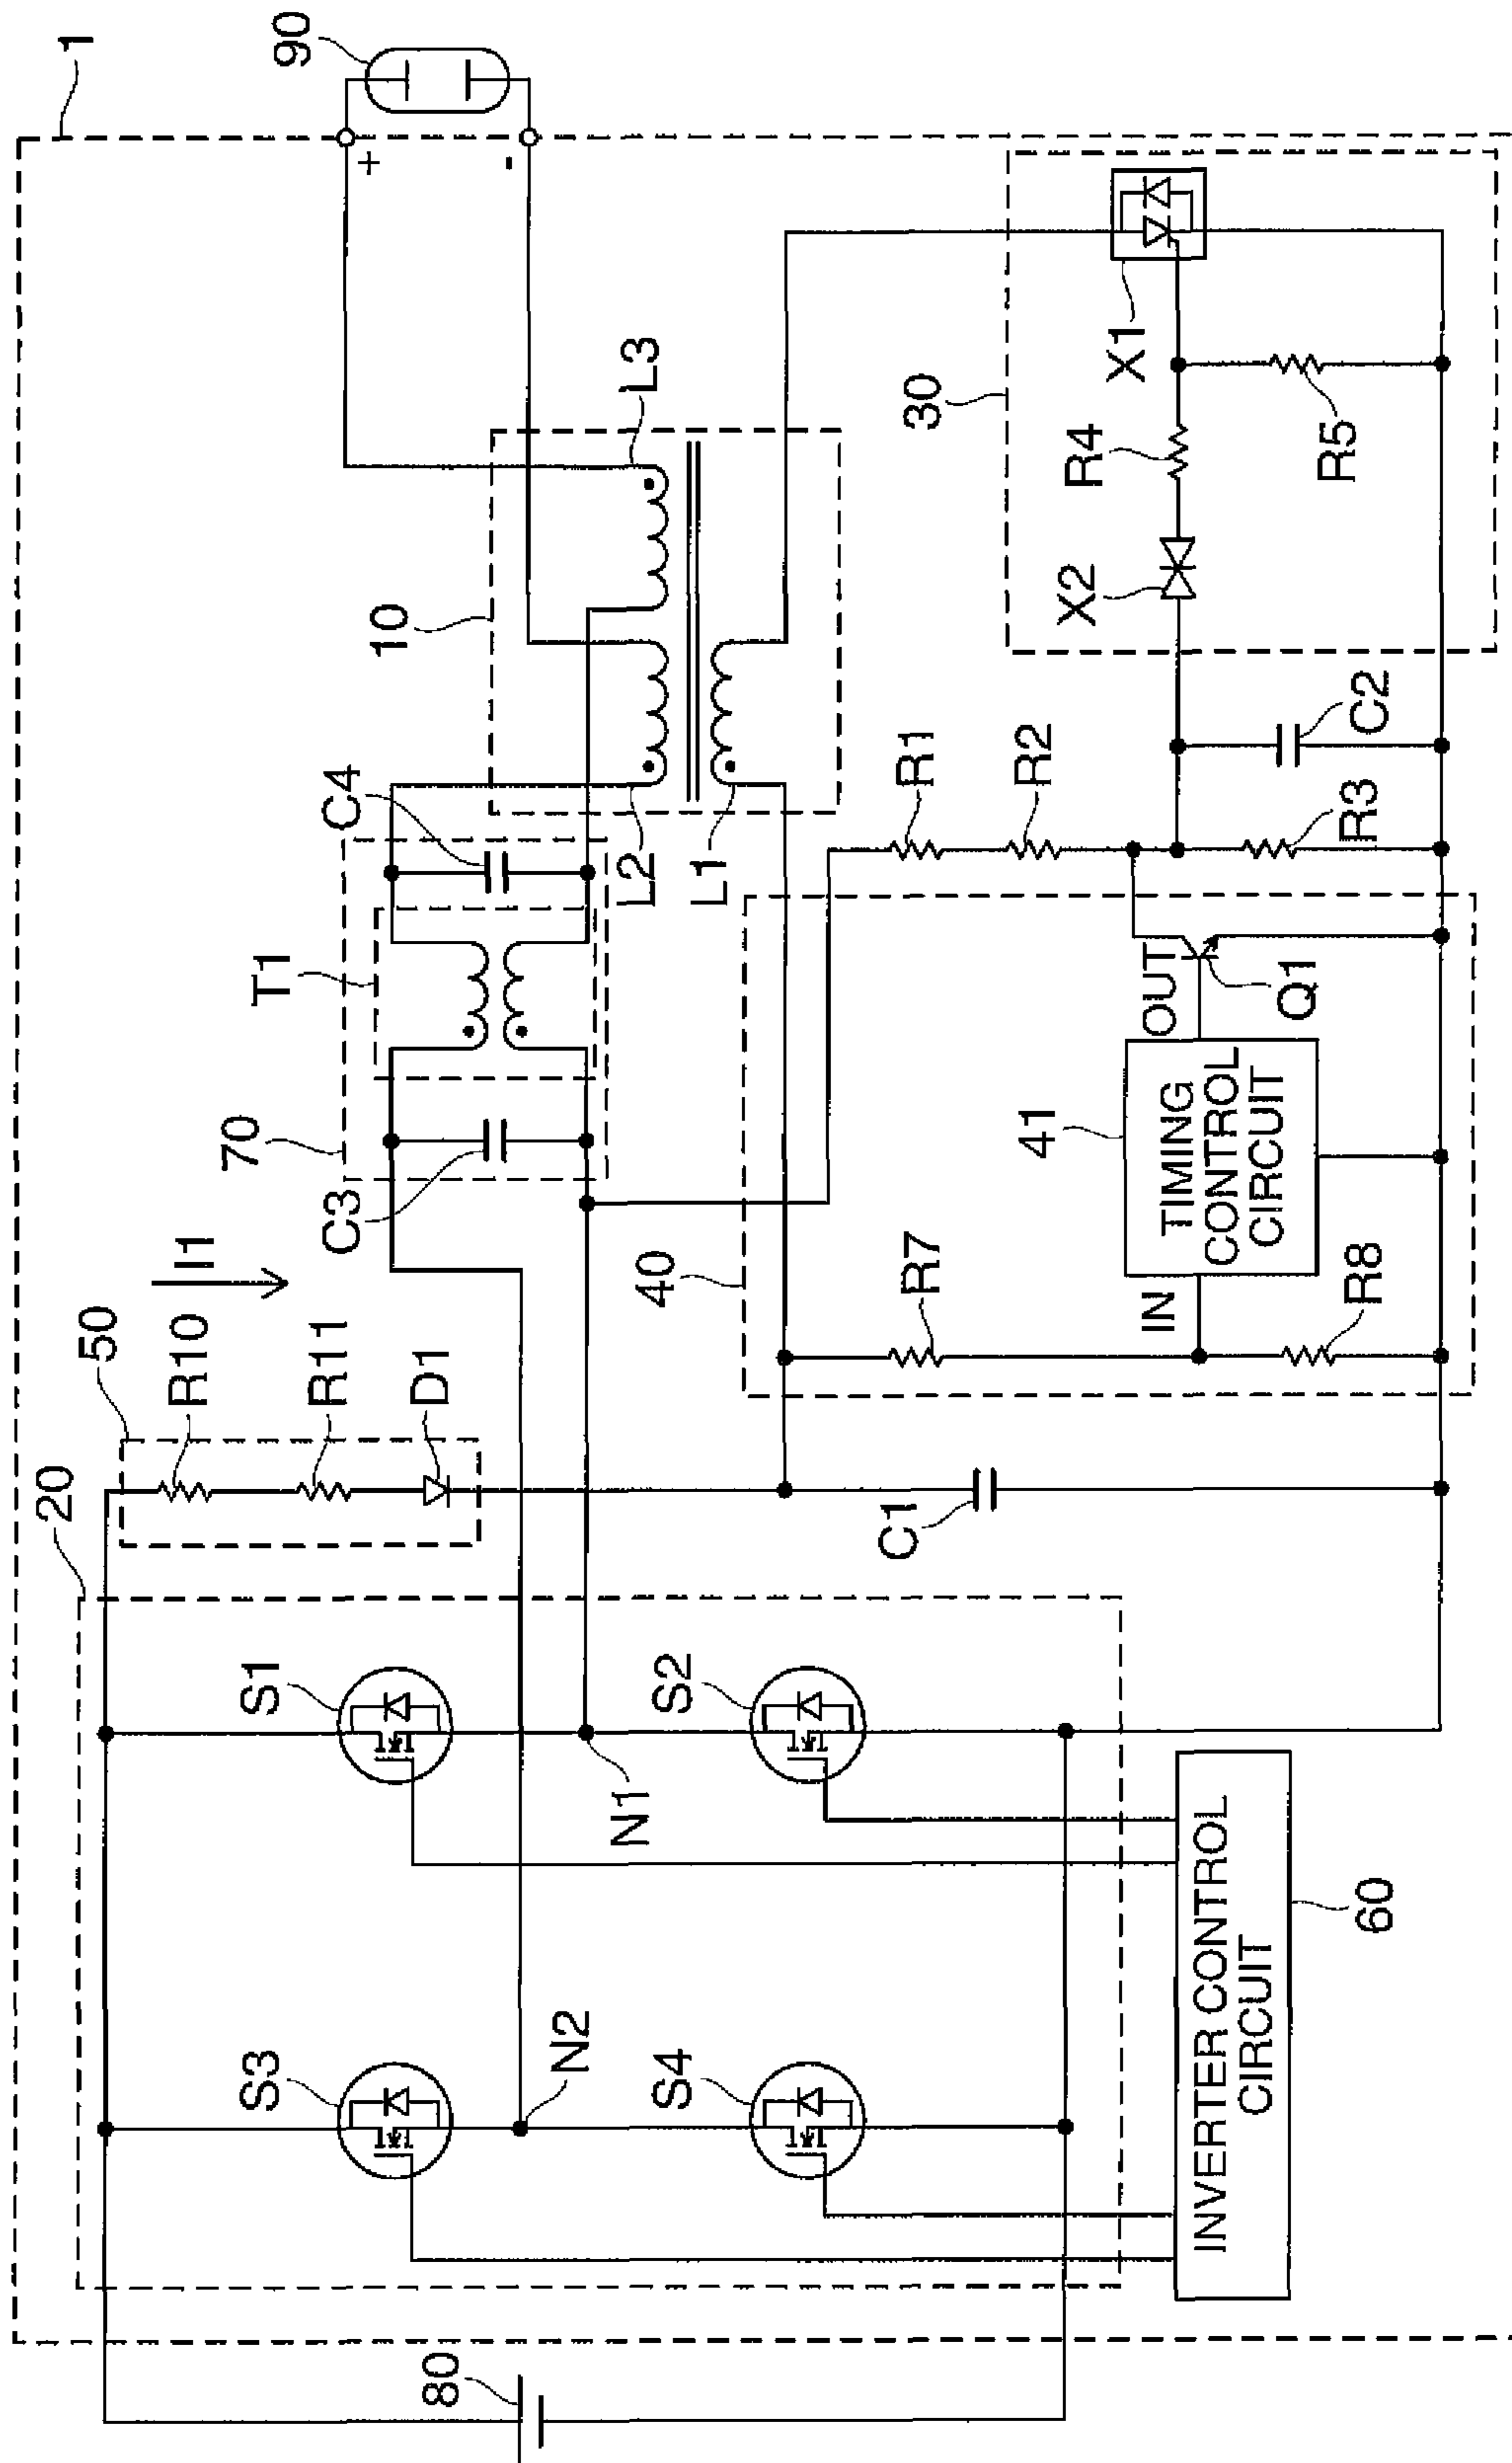 1
90
+
-
80
20
50
R10
R11
D1
I1
70
C3
T1
C4
10
L3
L2
L1
S3
S1
N2
N1
S4
S2
C1
40
R7
IN
R8
41
TIMING
CONTROL
CIRCUIT
OUT
Q1
R1
R2
R3
C2
30
X2
R4
X1
R5
INVERTER CONTROL
CIRCUIT
60